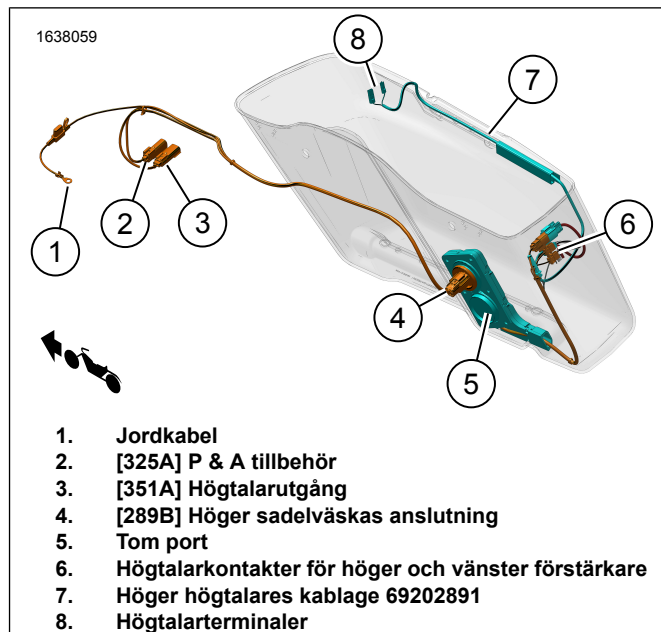 1638059
8
7
6
1
2
3
4
5
1. Jordkabel
2. [325A] P & A tillbehör
3. [351A] Högtalarutgång
4. [289B] Höger sadelväskas anslutning
5. Tom port
6. Högtalarkontakter för höger och vänster förstärkare
7. Höger högtalares kablage 69202891
8. Högtalarterminaler